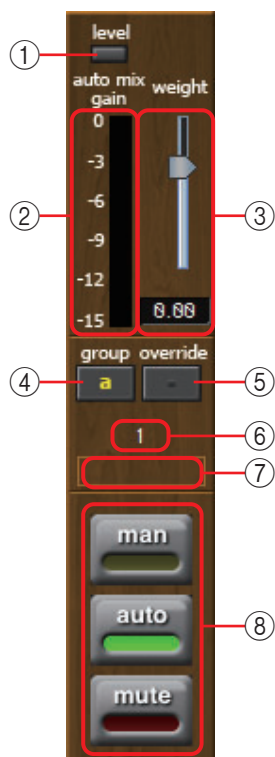 level
①
auto mix
gain
weight
0
-3
-6
-9
-12
-15
②
③
0.00
group override
④
a
-
⑤
1
⑥
⑦
man
auto
⑧
mute